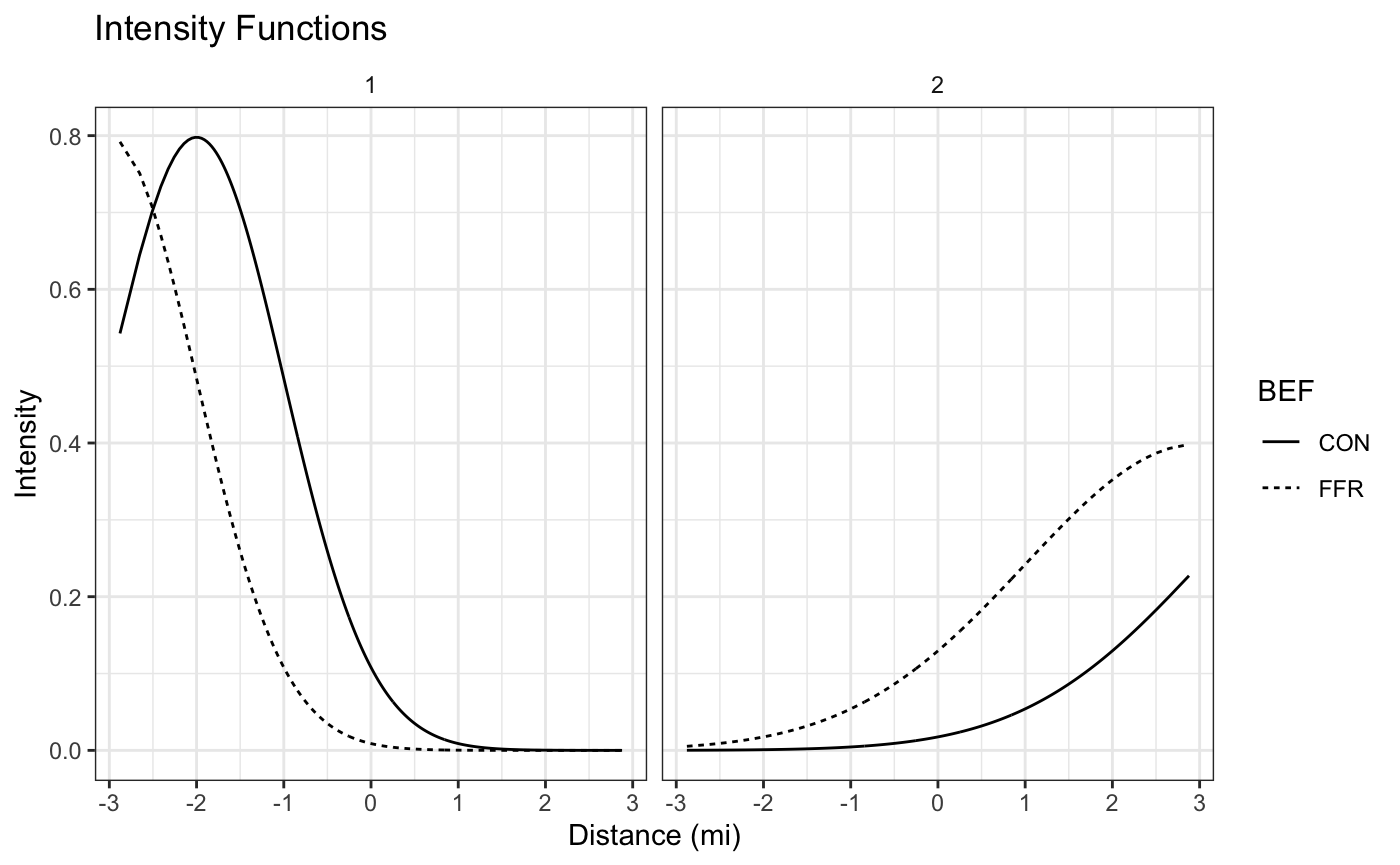 Intensity Functions
1 2
0.8
0.6
0.4
0.2
0.0
Intensity
-3 -2 -1 0 1 2 3 -3 -2 -1 0 1 2 3
Distance (mi)
BEF
CON
FFR